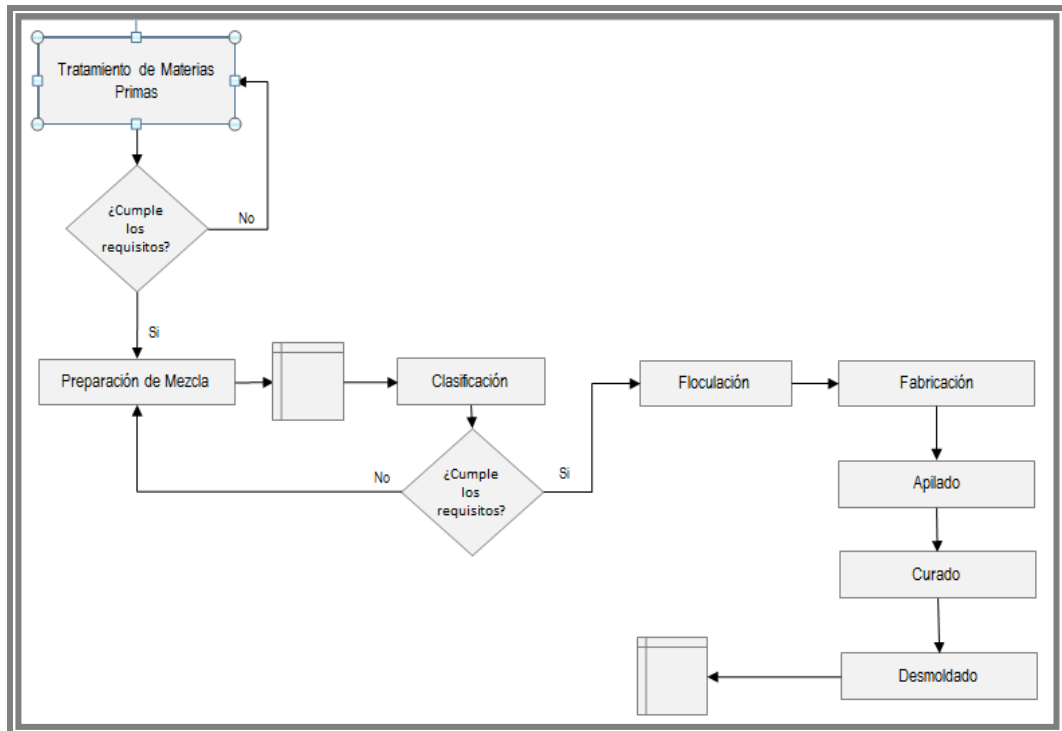 Tratamiento de Materias
Primas
¿Cumple
los
requisitos?
No
Si
Preparación de Mezcla
Clasificación
Floculación
Fabricación
No
¿Cumple
los
requisitos?
Si
Apilado
Curado
Desmoldado